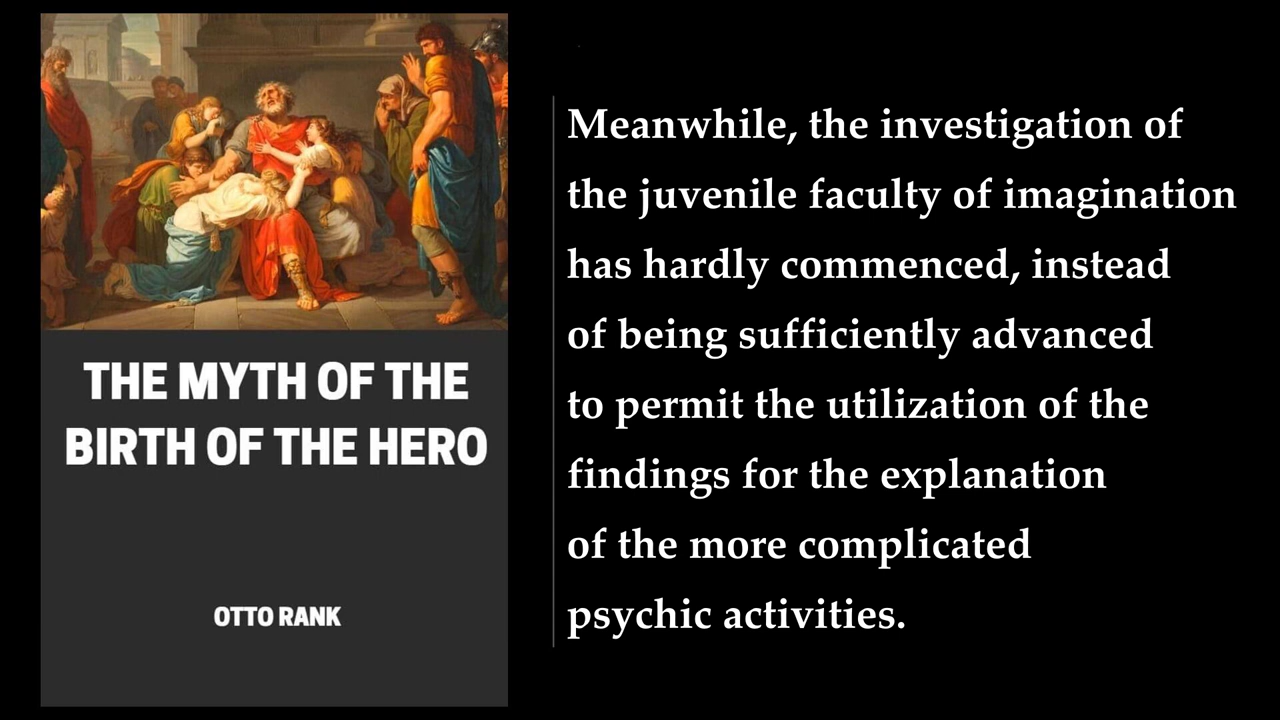 THE MYTH OF THE
BIRTH OF THE HERO
OTTO RANK
Meanwhile, the investigation of
the juvenile faculty of imagination
has hardly commenced, instead
of being sufficiently advanced
to permit the utilization of the
findings for the explanation
of the more complicated
psychic activities.